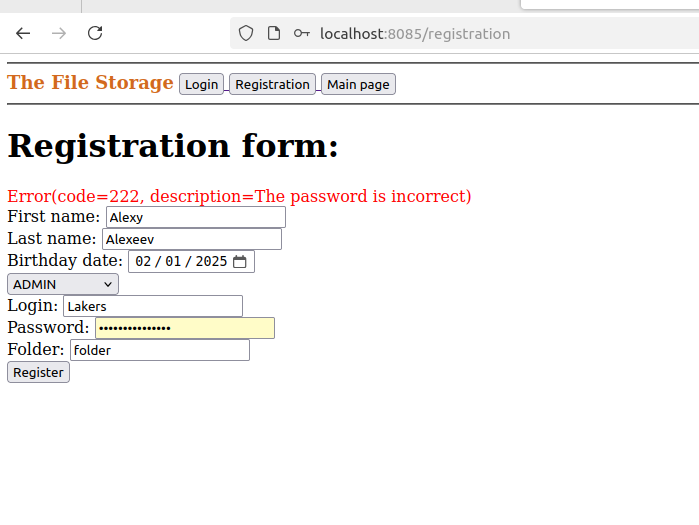 localhost:8085/registration
The File Storage Login Registration Main page
Registration form:
Error(code=222, description=The password is incorrect)
First name: Alexy
Last name: Alexeev
Birthday date: 02 / 01 / 2025
ADMIN
Login: Lakers
Password: •••••••••••••••
Folder: folder
Register